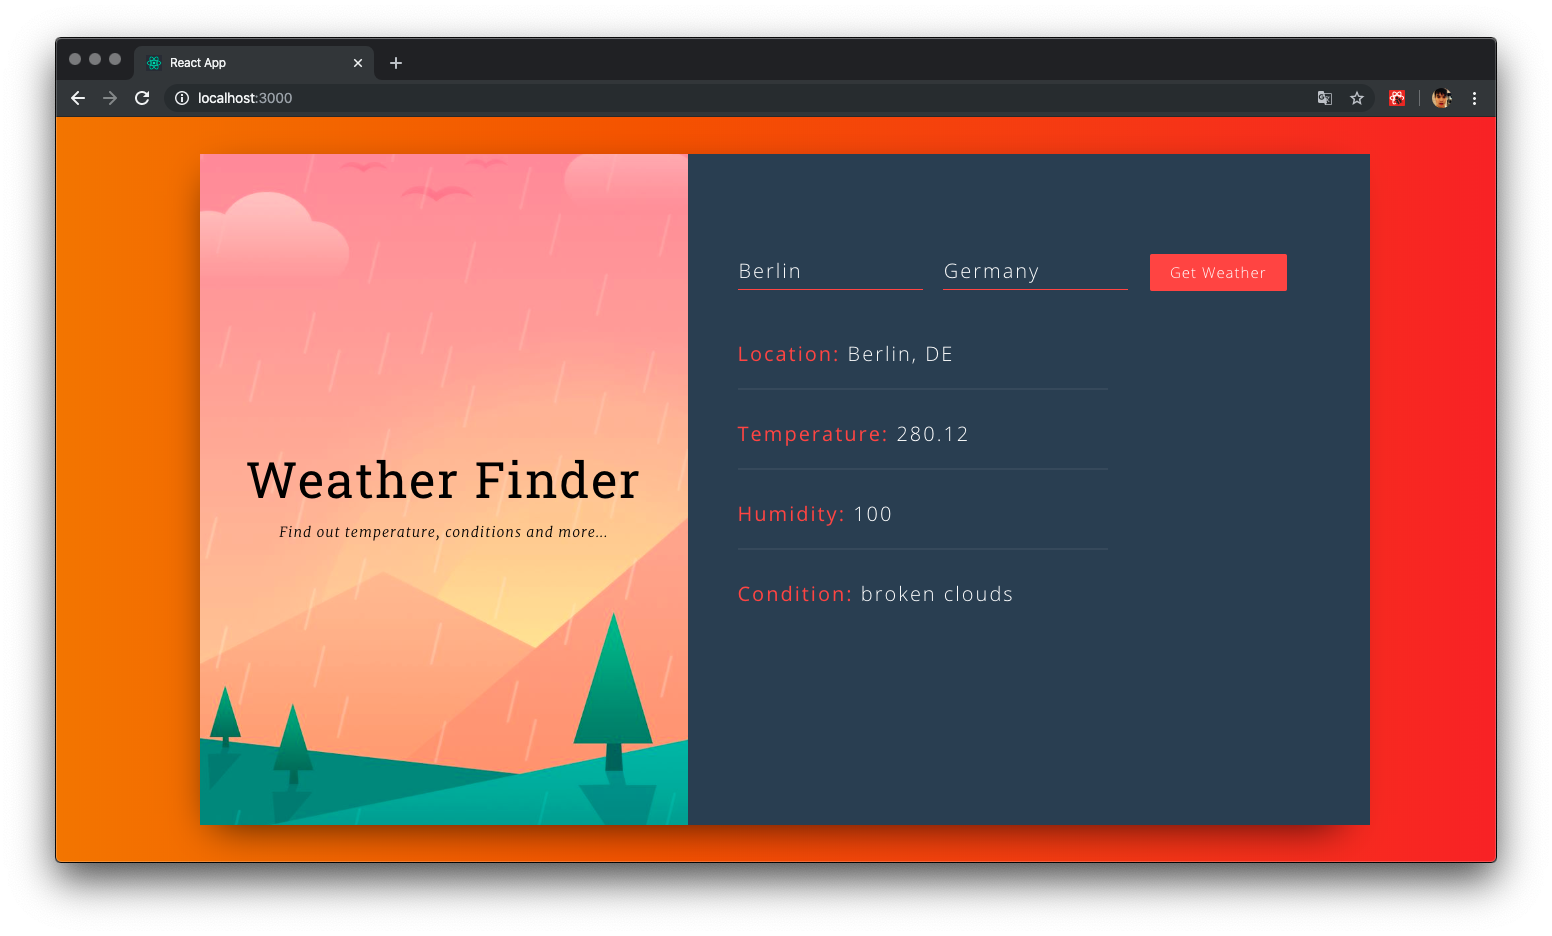 React App
localhost:3000
Weather Finder
Find out temperature, conditions and more...
Berlin Germany Get Weather
Location: Berlin, DE
Temperature: 280.12
Humidity: 100
Condition: broken clouds